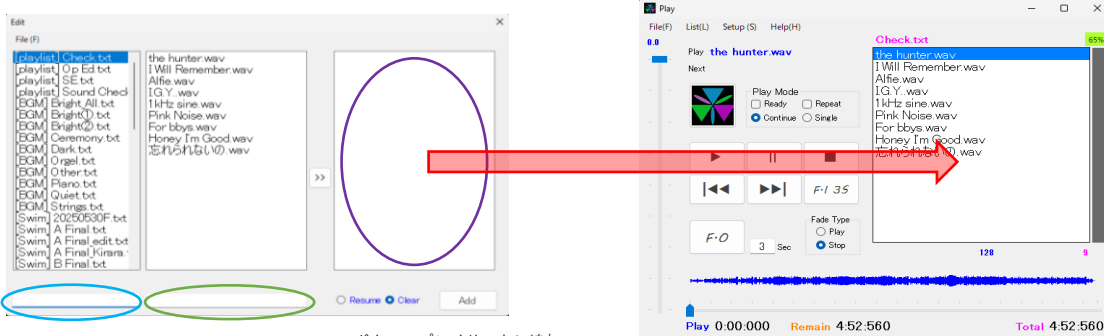 Edit
File (F)
[playlist] Check.txt
[playlist] Op Ed.txt
[playlist] SE.txt
[playlist] Sound Check
[BGM] Bright_All.txt
[BGM] Bright①.txt
[BGM] Bright②.txt
[BGM] Ceremony.txt
[BGM] Dark.txt
[BGM] Orgel.txt
[BGM] Other.txt
[BGM] Piano.txt
[BGM] Quiet.txt
[BGM] Strings.txt
[Swim] 20250530F.txt
[Swim] A Final.txt
[Swim] A Final_edit.txt
[Swim] A Final_Kirara.
[Swim] B Final.txt
the hunter.wav
I Will Remember.wav
Alfie.wav
I.G.Y..wav
1kHz sine.wav
Pink Noise.wav
For bbys.wav
Honey I'm Good.wav
忘れられないの.wav
>>
Resume
Clear
Add
Play
File(F) List(L) Setup (S) Help(H)
0.0
Play the hunter.wav
Next
Play Mode
Ready Repeat
Continue Single
F·I 35
F·O
3 Sec
Fade Type
Play
Stop
Check.txt
65%
the hunter.wav
I Will Remember.wav
Alfie.wav
I.G.Y..wav
1kHz sine.wav
Pink Noise.wav
For bbys.wav
Honey I'm Good.wav
忘れられないの.wav
128 9
Play 0:00:000 Remain 4:52:560 Total 4:52:560